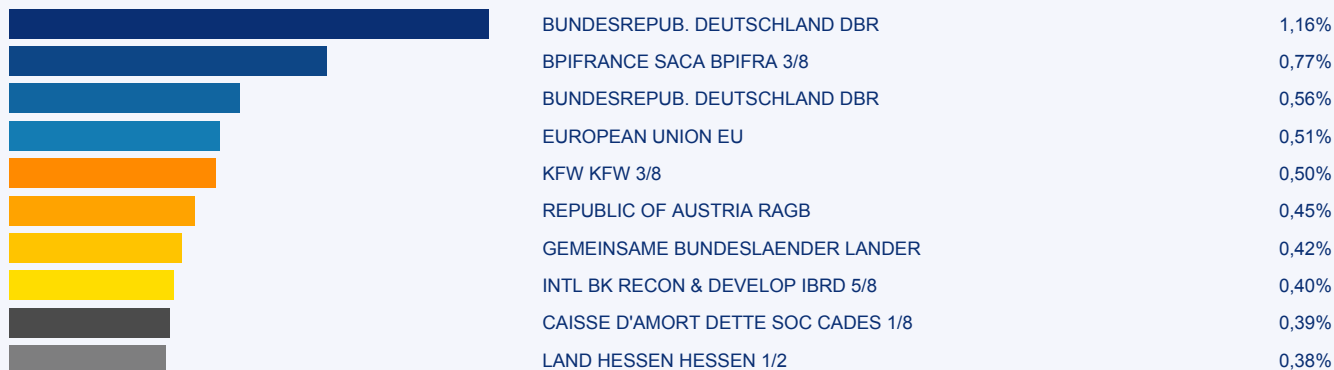 BUNDESREPUB. DEUTSCHLAND DBR 1,16%
BPIFRANCE SACA BPIFRA 3/8 0,77%
BUNDESREPUB. DEUTSCHLAND DBR 0,56%
EUROPEAN UNION EU 0,51%
KFW KFW 3/8 0,50%
REPUBLIC OF AUSTRIA RAGB 0,45%
GEMEINSAME BUNDESLAENDER LANDER 0,42%
INTL BK RECON & DEVELOP IBRD 5/8 0,40%
CAISSE D'AMORT DETTE SOC CADES 1/8 0,39%
LAND HESSEN HESSEN 1/2 0,38%